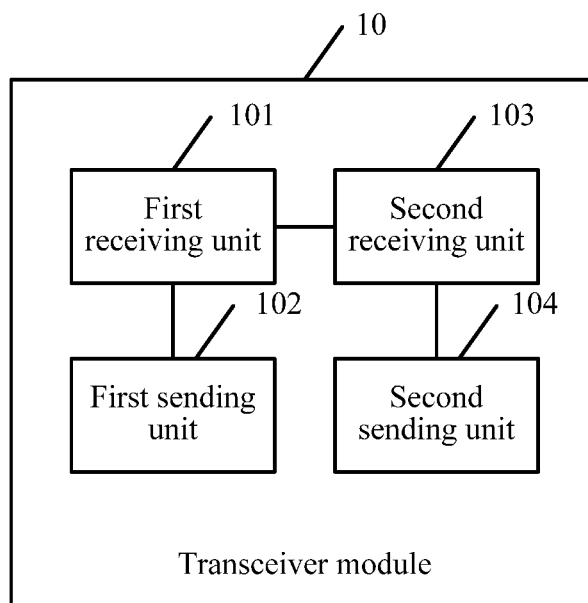 10
101
103
First
receiving unit
Second
receiving unit
102
104
First sending
unit
Second
sending unit
Transceiver module